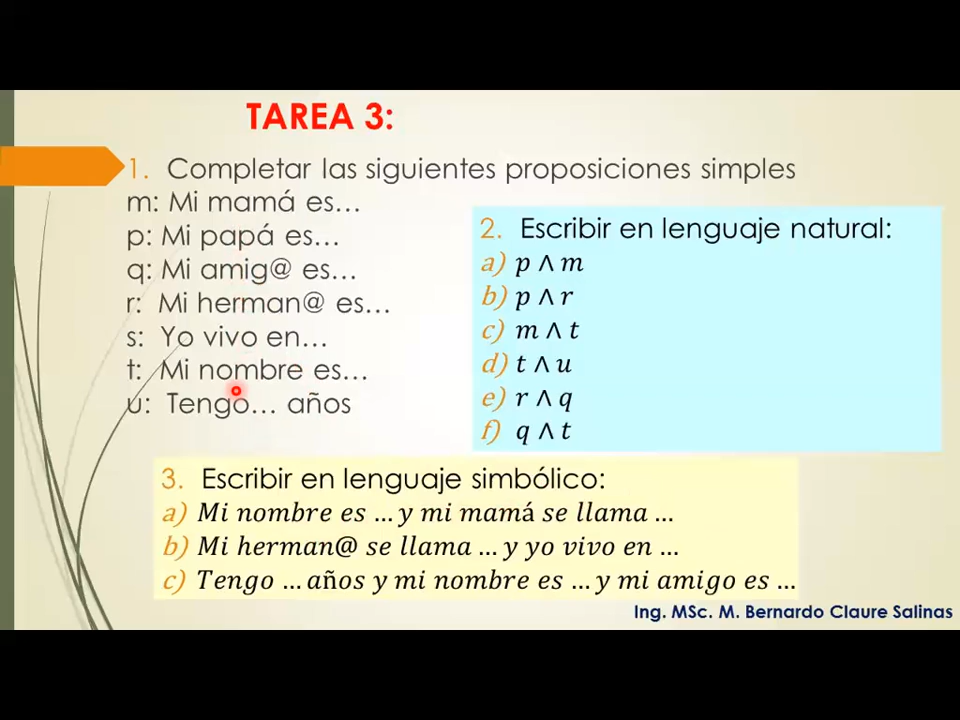 TAREA 3:
1. Completar las siguientes proposiciones simples
m: Mi mamá es...
p: Mi papá es...
q: Mi amig@ es...
r: Mi herman@ es...
s: Yo vivo en...
t: Mi nombre es...
u: Tengo... años
2. Escribir en lenguaje natural:
a) p ∧ m
b) p ∧ r
c) m ∧ t
d) t ∧ u
e) r ∧ q
f) q ∧ t
3. Escribir en lenguaje simbólico:
a) Mi nombre es ... y mi mamá se llama ...
b) Mi herman@ se llama ... y yo vivo en ...
c) Tengo ... años y mi nombre es ... y mi amigo es ...
Ing. MSc. M. Bernardo Claure Salinas